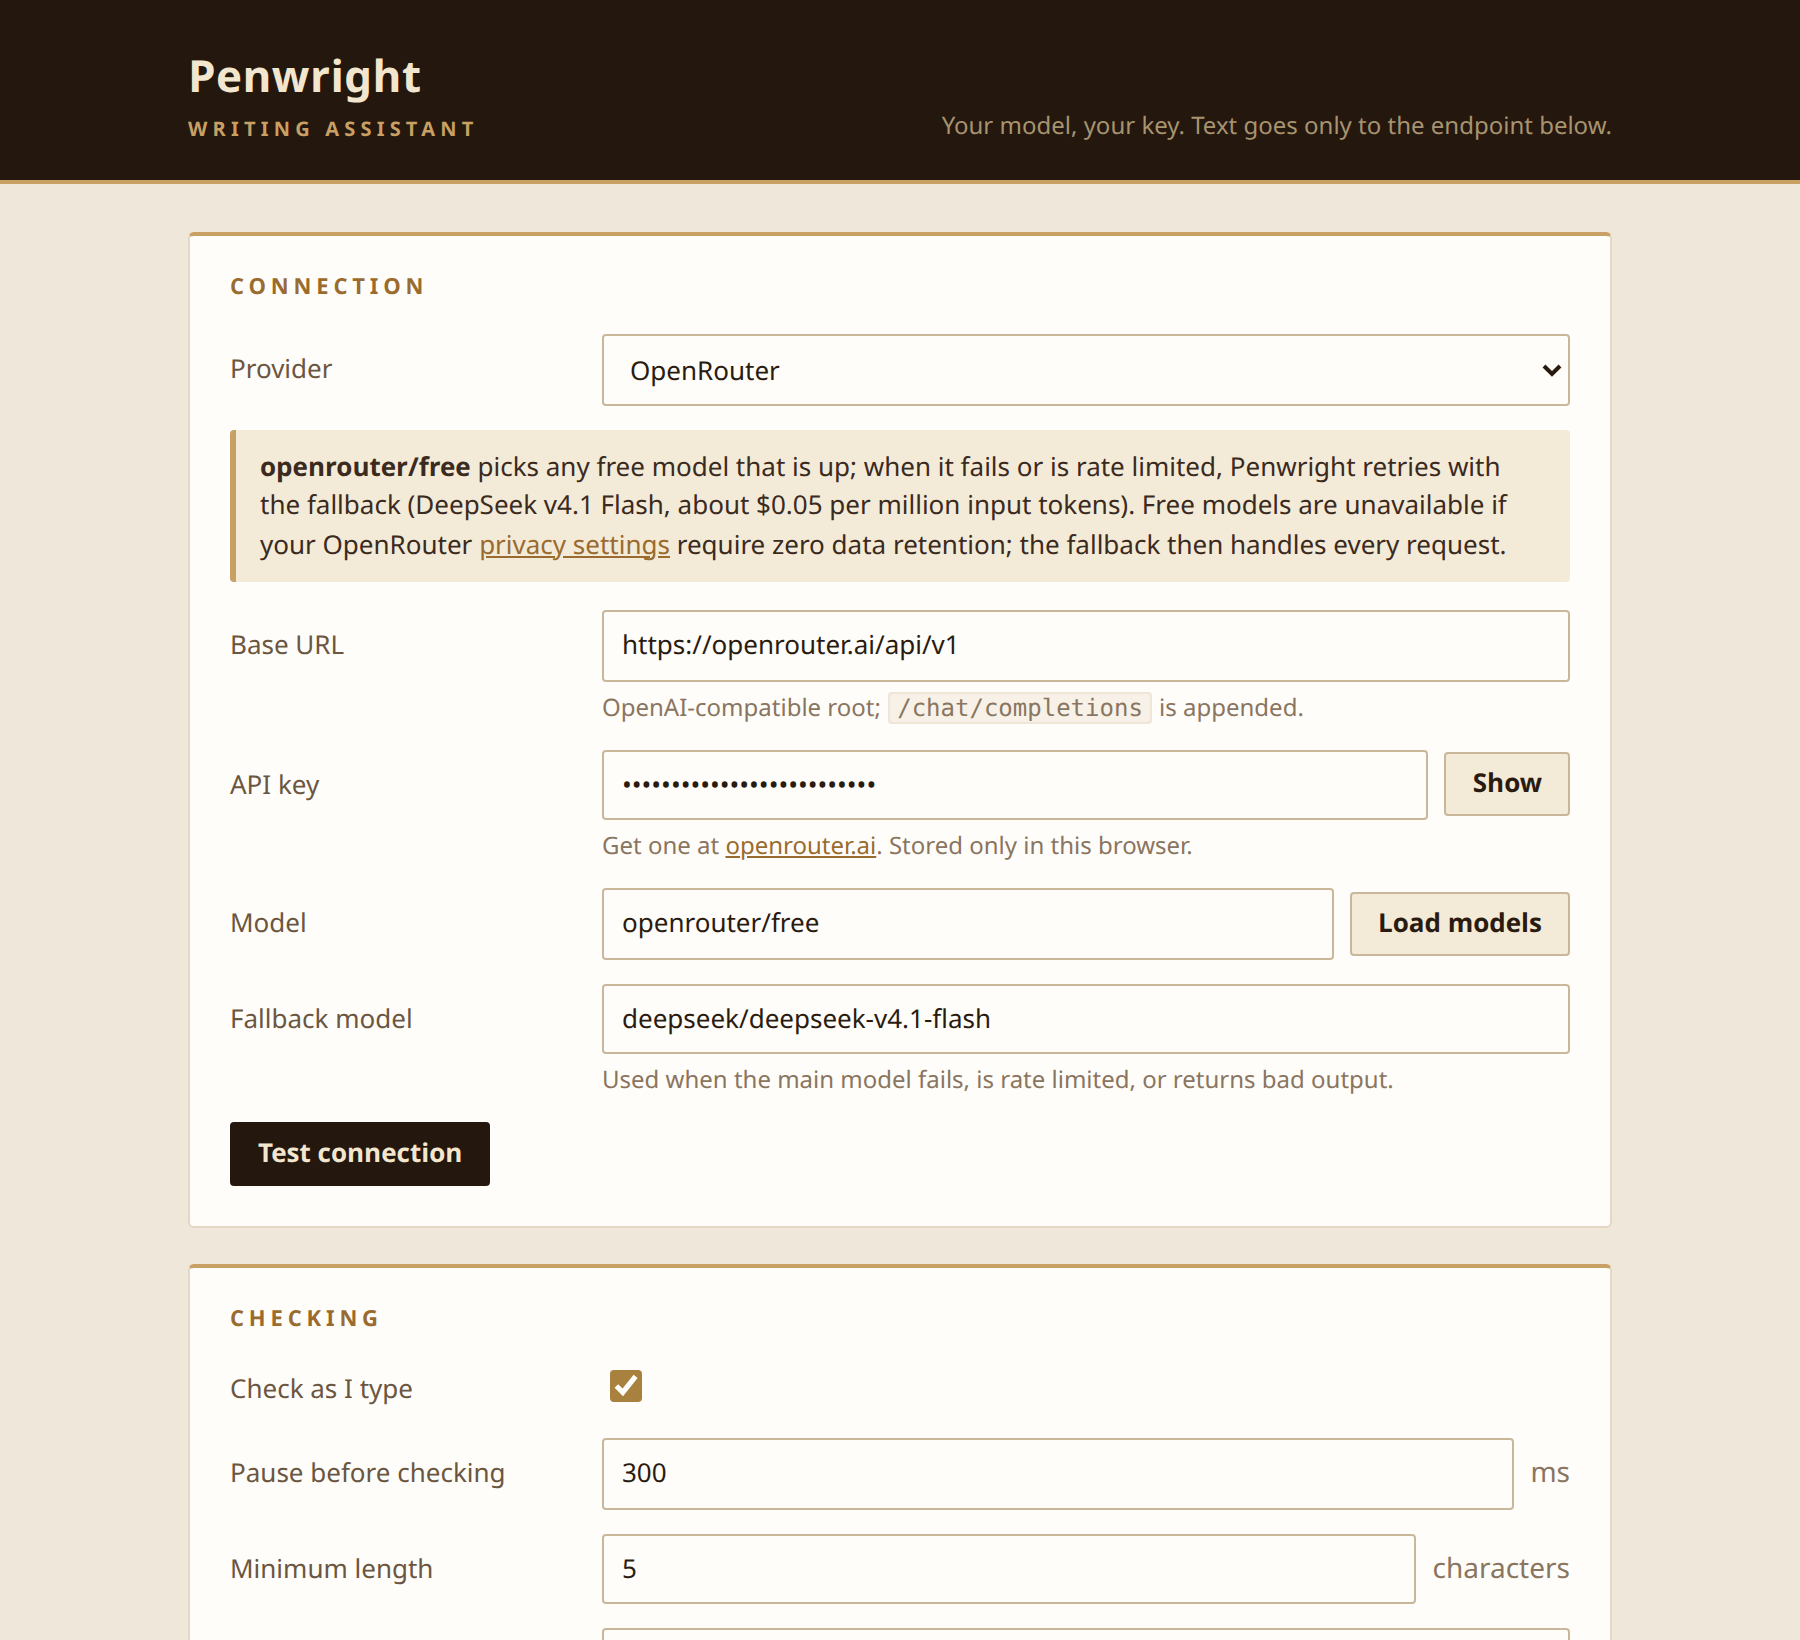 Penwright
WRITING ASSISTANT
Your model, your key. Text goes only to the endpoint below.
CONNECTION
Provider
OpenRouter
openrouter/free picks any free model that is up; when it fails or is rate limited, Penwright retries with
the fallback (DeepSeek v4.1 Flash, about $0.05 per million input tokens). Free models are unavailable if
your OpenRouter privacy settings require zero data retention; the fallback then handles every request.
Base URL
https://openrouter.ai/api/v1
OpenAI-compatible root; /chat/completions is appended.
API key
••••••••••••••••••••••••••
Show
Get one at openrouter.ai. Stored only in this browser.
Model
openrouter/free
Load models
Fallback model
deepseek/deepseek-v4.1-flash
Used when the main model fails, is rate limited, or returns bad output.
Test connection
CHECKING
Check as I type
Pause before checking
300
ms
Minimum length
5
characters